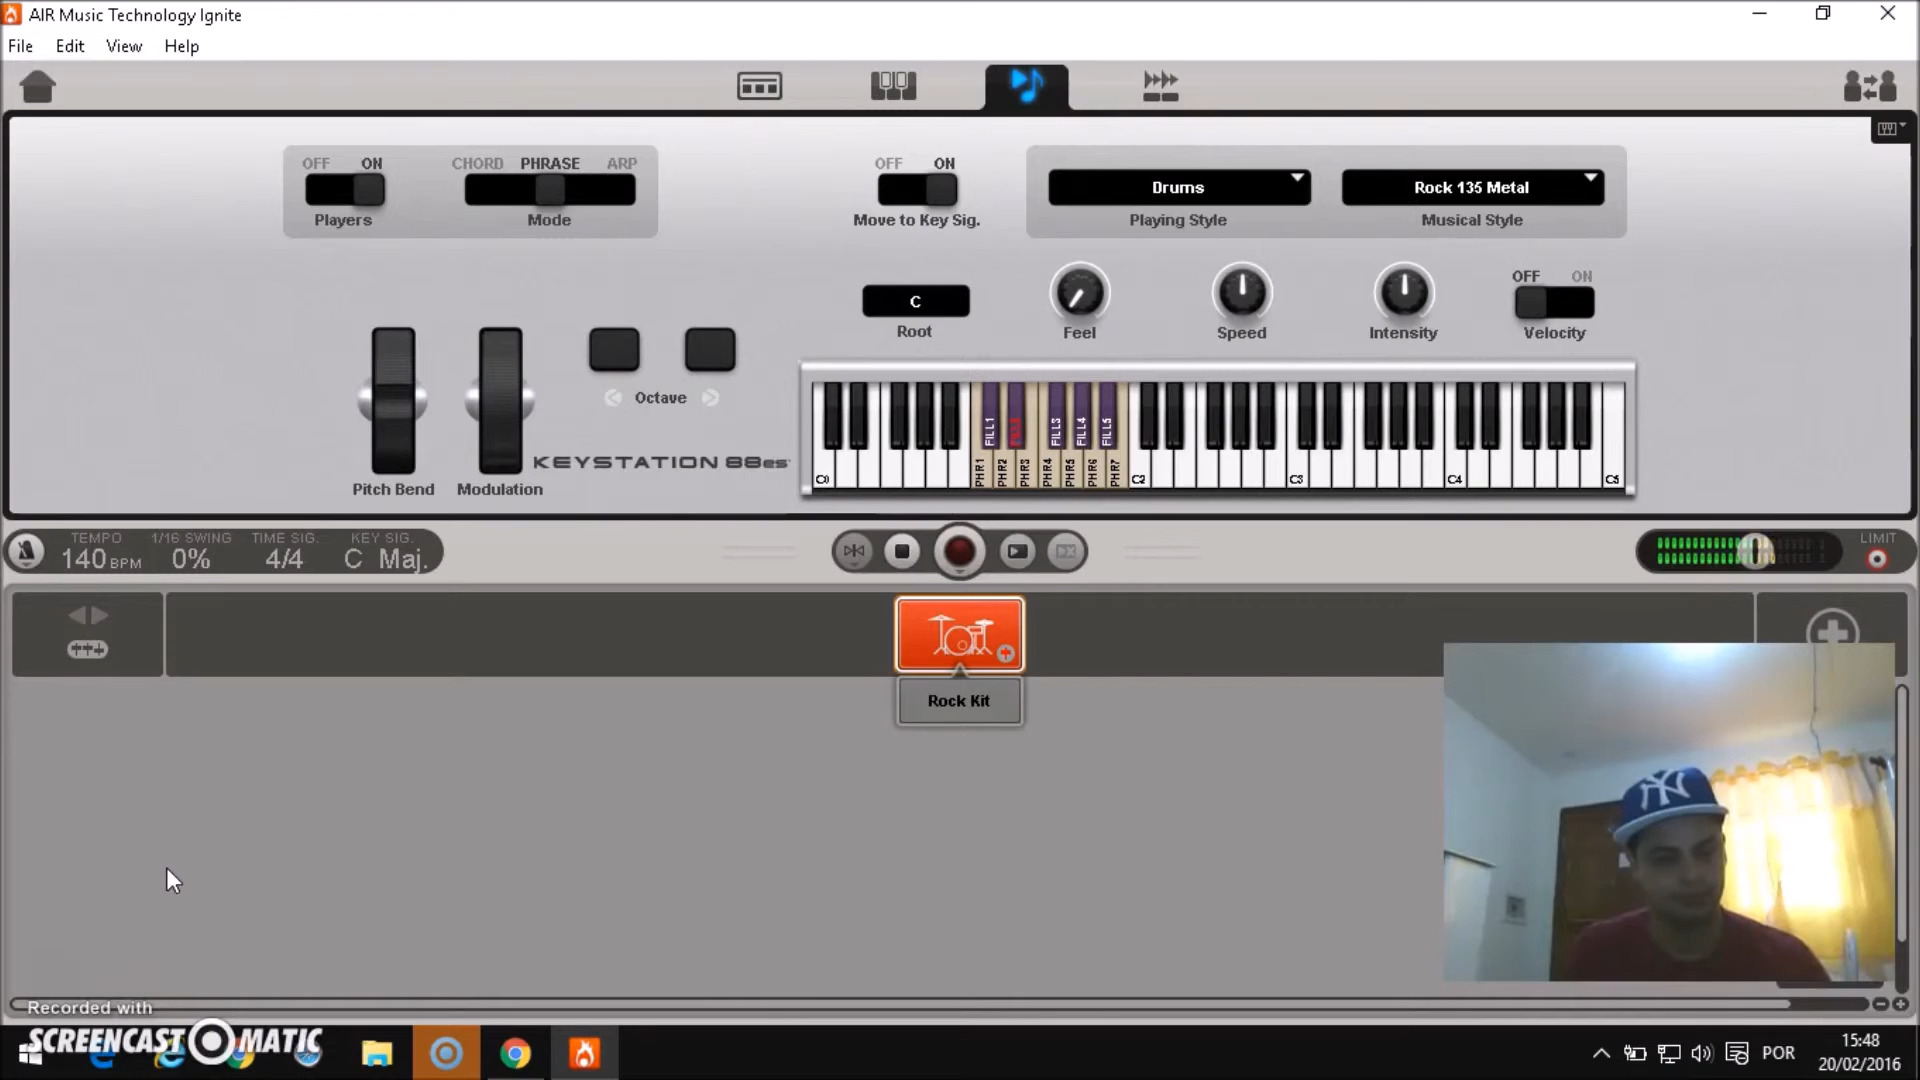 AIR Music Technology Ignite
File Edit View Help
OFF ON
Players
CHORD PHRASE ARP
Mode
OFF ON
Move to Key Sig.
Drums
Playing Style
Rock 135 Metal
Musical Style
C
Root
Feel
Speed
Intensity
OFF ON
Velocity
Octave
KEYSTATION 88es
Pitch Bend
Modulation
FILL1 FILL3 FILL4 FILL5
PHR1 PHR2 PHR3 PHR4 PHR5 PHR6 PHR7
C0 C2 C3 C4 C5
TEMPO 1/16 SWING TIME SIG. KEY SIG.
140 BPM 0% 4/4 C Maj.
LIMIT
Rock Kit
NY
Recorded with
SCREENCAST MATIC
POR
15:48
20/02/2016